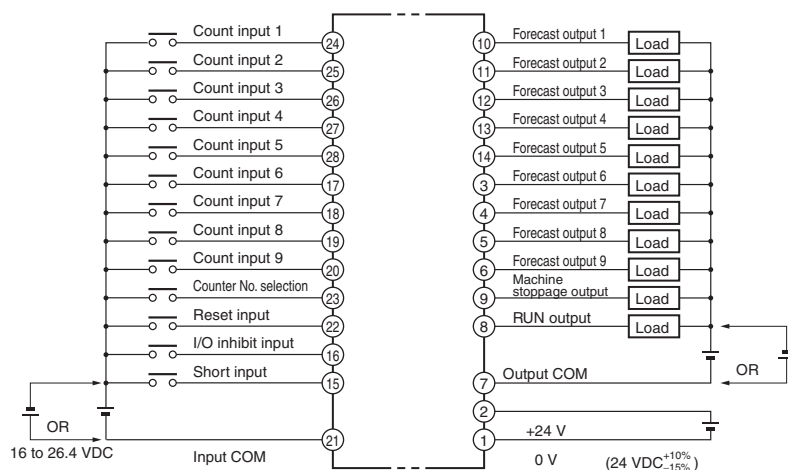 Count input 1 24
Count input 2 25
Count input 3 26
Count input 4 27
Count input 5 28
Count input 6 17
Count input 7 18
Count input 8 19
Count input 9 20
Counter No. selection 23
Reset input 22
I/O inhibit input 16
Short input 15
OR
16 to 26.4 VDC
Input COM 21
10 Forecast output 1 Load
11 Forecast output 2 Load
12 Forecast output 3 Load
13 Forecast output 4 Load
14 Forecast output 5 Load
3 Forecast output 6 Load
4 Forecast output 7 Load
5 Forecast output 8 Load
6 Forecast output 9 Load
9 Machine
stoppage output Load
8 RUN output Load
OR
7 Output COM
2
+24 V
1
0 V (24 VDC +10% −15%)